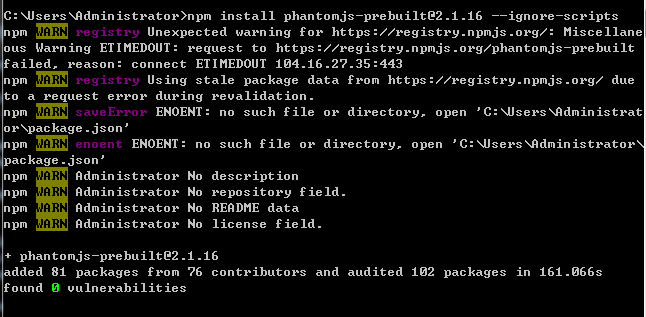 C:\Users\Administrator>npm install phantomjs-prebuilt@2.1.16 --ignore-scripts
npm WARN registry Unexpected warning for https://registry.npmjs.org/: Miscellane
ous Warning ETIMEDOUT: request to https://registry.npmjs.org/phantomjs-prebuilt
failed, reason: connect ETIMEDOUT 104.16.27.35:443
npm WARN registry Using stale package data from https://registry.npmjs.org/ due
to a request error during revalidation.
npm WARN saveError ENOENT: no such file or directory, open 'C:\Users\Administrat
or\package.json'
npm WARN enoent ENOENT: no such file or directory, open 'C:\Users\Administrator\
package.json'
npm WARN Administrator No description
npm WARN Administrator No repository field.
npm WARN Administrator No README data
npm WARN Administrator No license field.
+ phantomjs-prebuilt@2.1.16
added 81 packages from 76 contributors and audited 102 packages in 161.066s
found 0 vulnerabilities